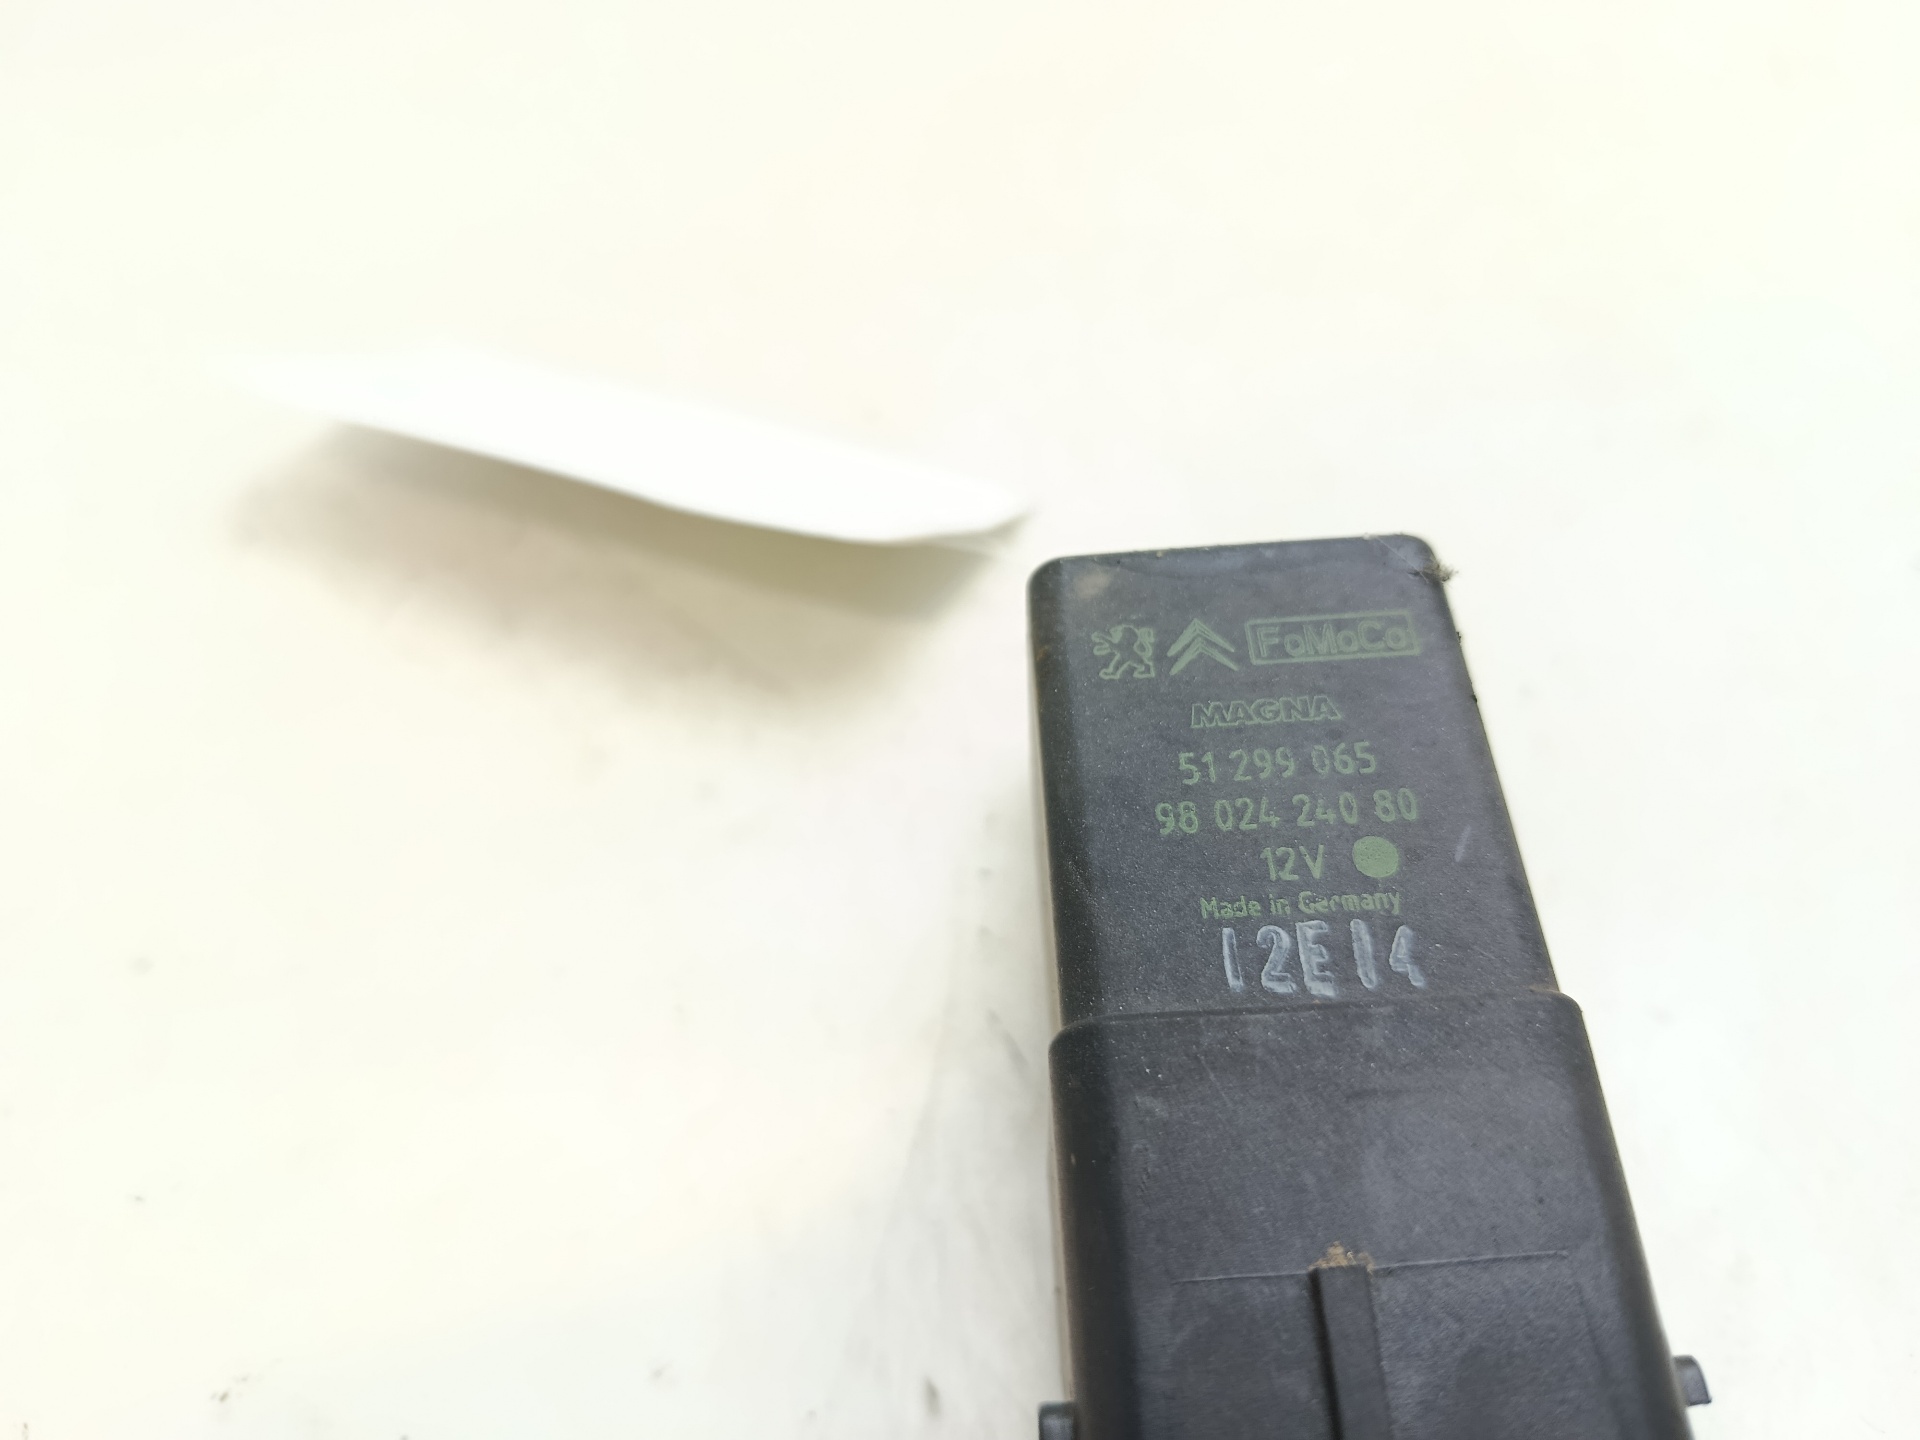 FoMoCo
MAGNA
51 299 065
98 024 240 80
12V
Made in Germany
12E14